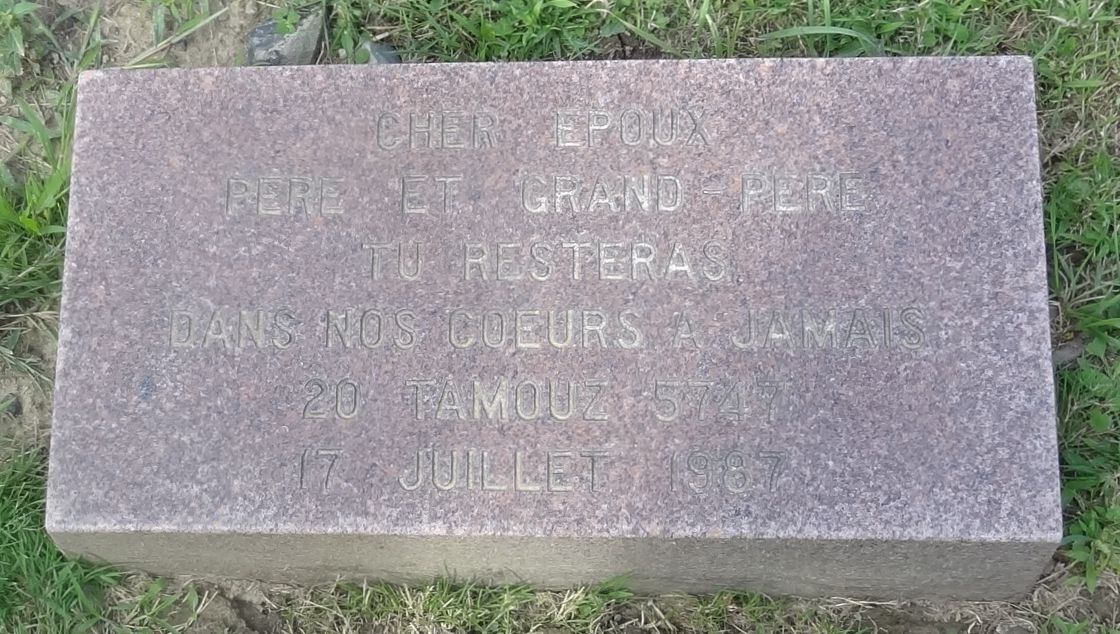 CHER EPOUX
PERE ET GRAND-PERE
TU RESTERAS
DANS NOS COEURS A JAMAIS
20 TAMOUZ 5747
17 JUILLET 1987